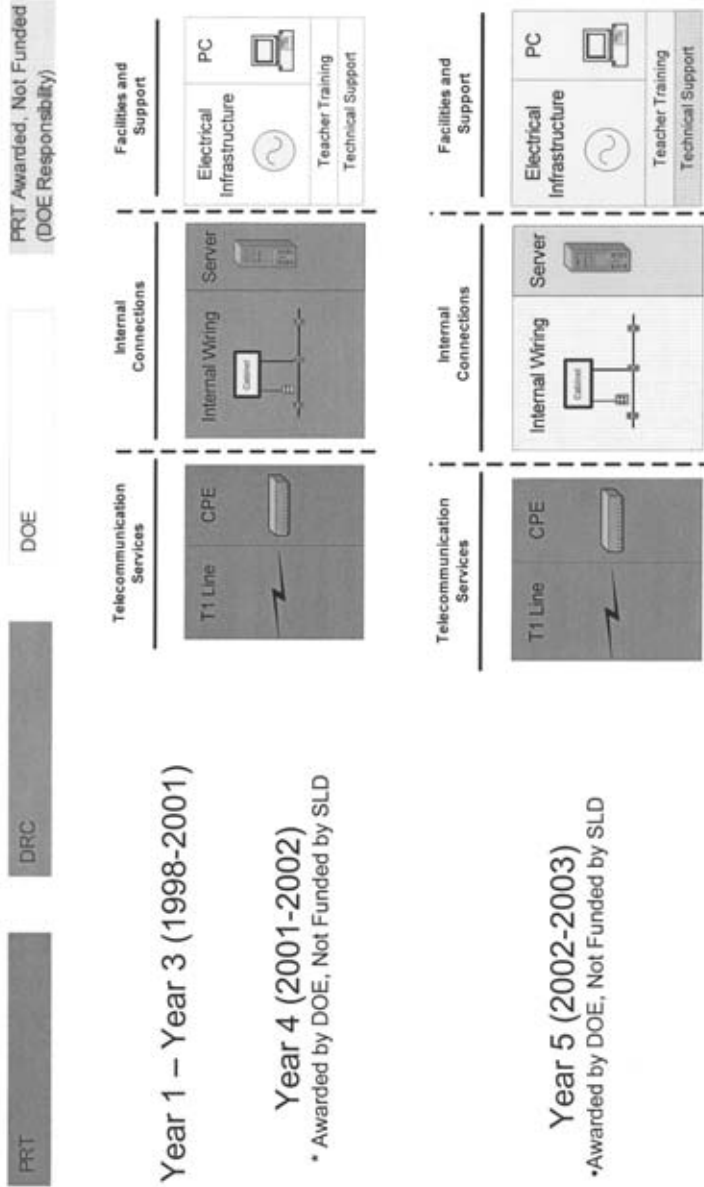 PRT
DRC
DOE
PRT Awarded, Not Funded
(DOE Responsibility)
Year 1 – Year 3 (1998-2001)
Year 4 (2001-2002)
* Awarded by DOE, Not Funded by SLD
Telecommunication
Services
T1 Line
CPE
Internal
Connections
Internal Wiring
Cabinet
Server
Facilities and
Support
Electrical
Infrastructure
PC
Teacher Training
Technical Support
Year 5 (2002-2003)
•Awarded by DOE, Not Funded by SLD
Telecommunication
Services
T1 Line
CPE
Internal
Connections
Internal Wiring
Cabinet
Server
Facilities and
Support
Electrical
Infrastructure
PC
Teacher Training
Technical Support